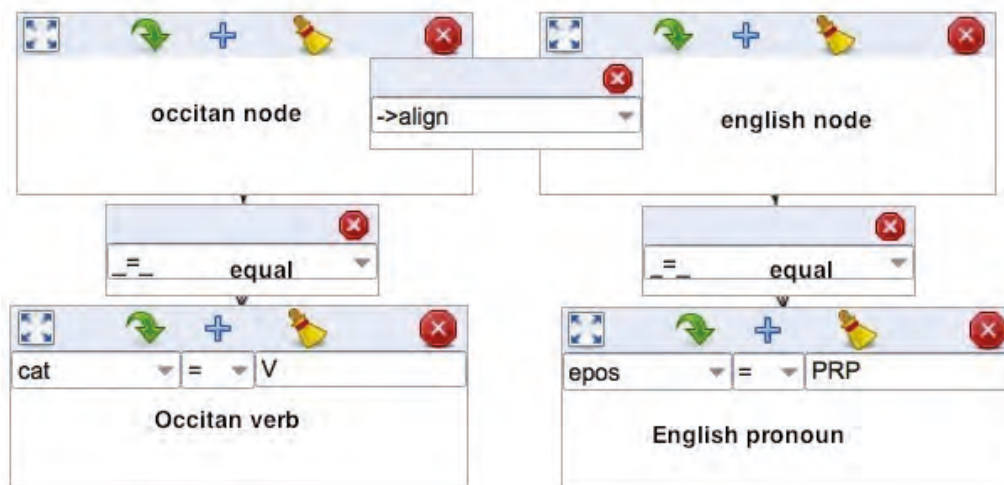 occitan node
->align
english node
_=_ equal
_=_ equal
cat = V
epos = PRP
Occitan verb
English pronoun